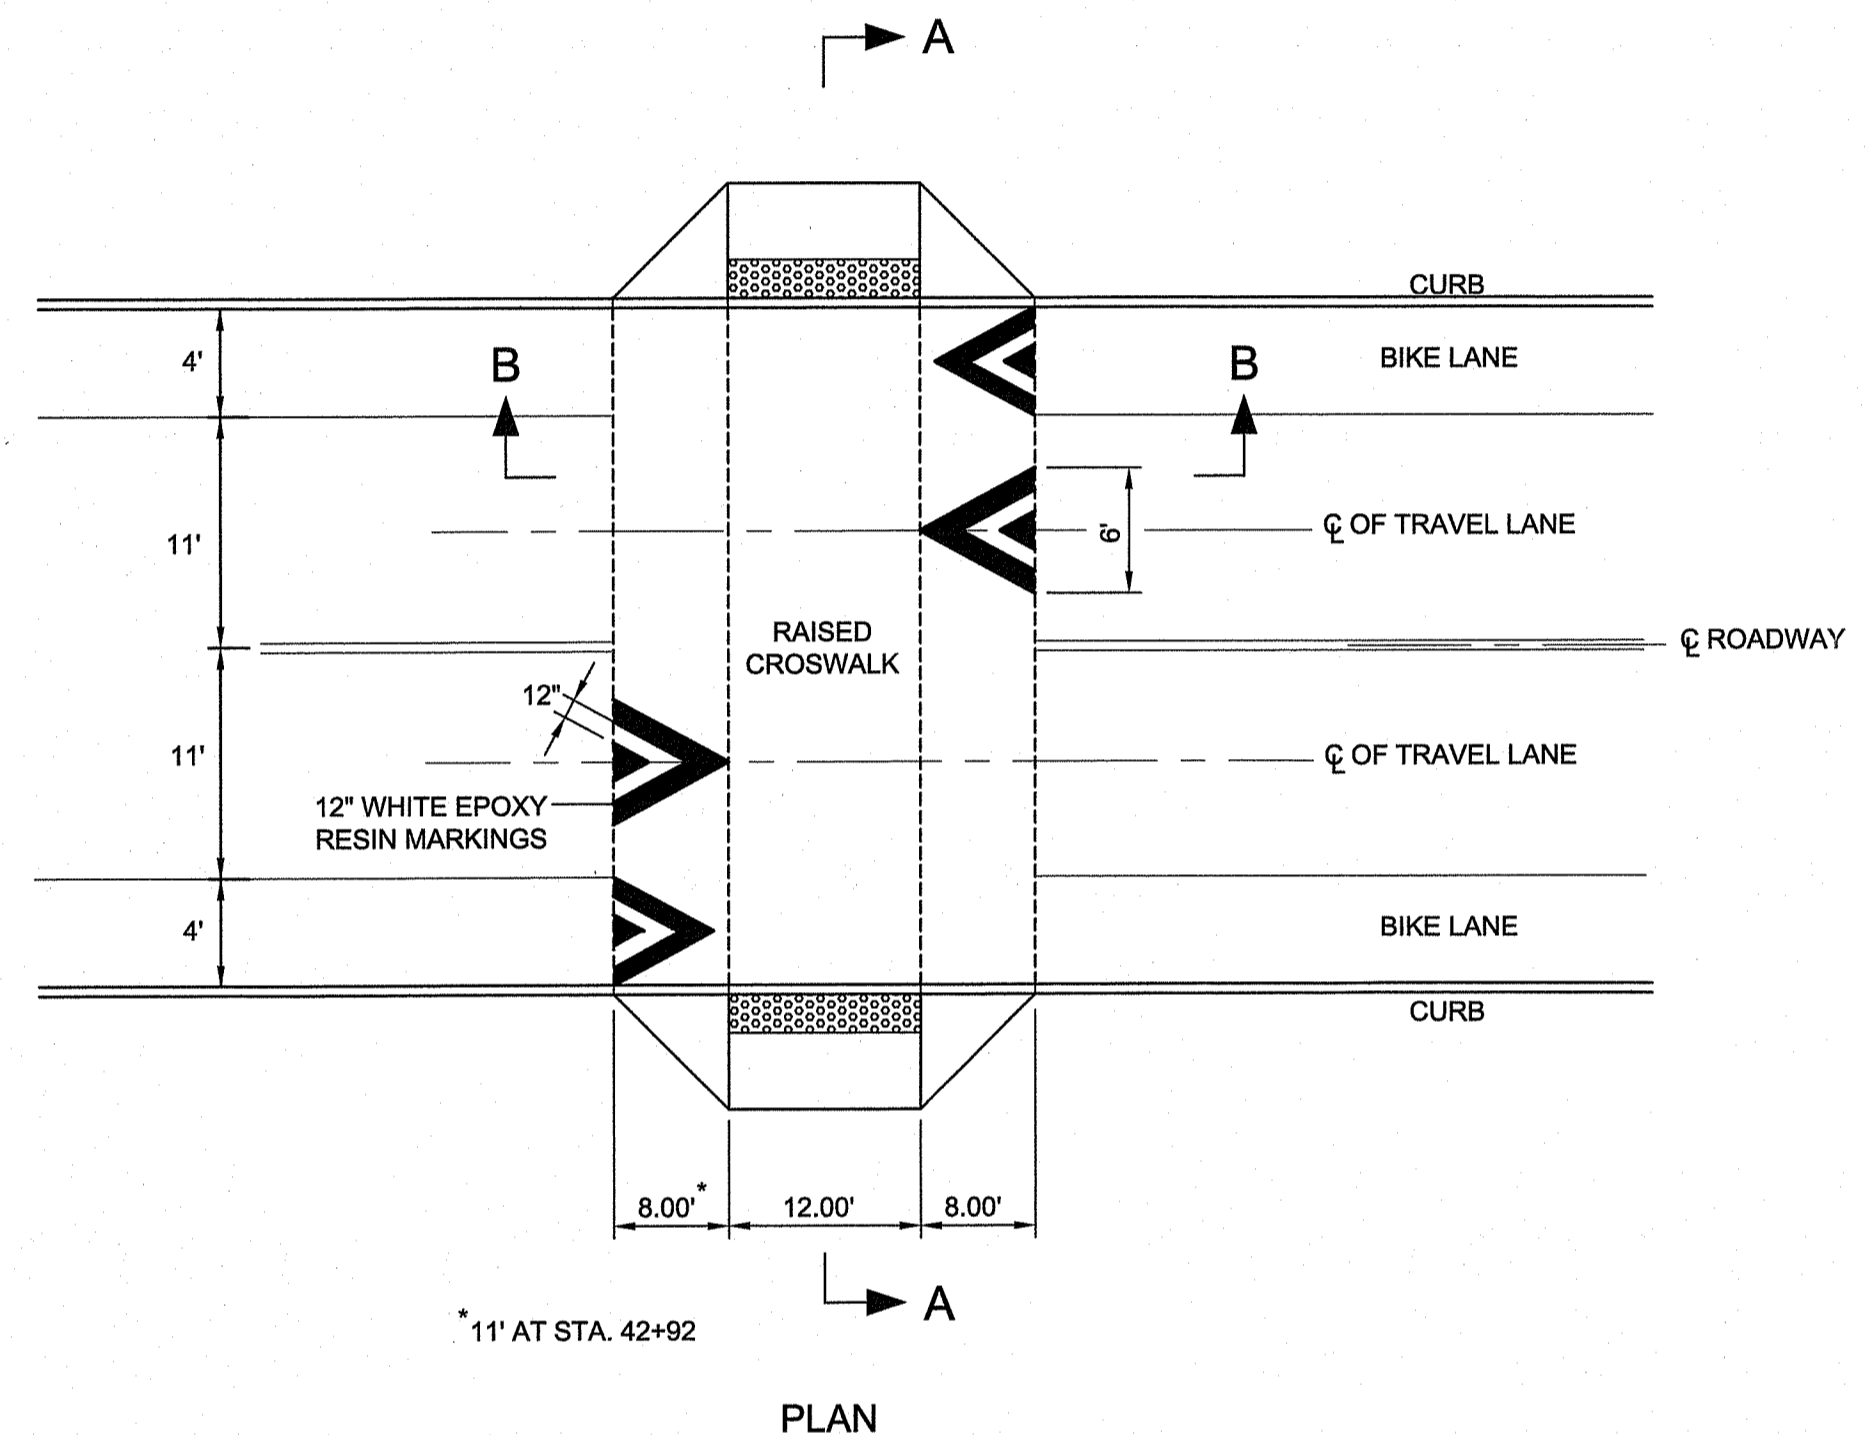 A
CURB
4'
B
B
BIKE LANE
11'
6'
℄ OF TRAVEL LANE
RAISED
CROSWALK
℄ ROADWAY
12"
11'
℄ OF TRAVEL LANE
12" WHITE EPOXY
RESIN MARKINGS
4'
BIKE LANE
CURB
8.00'*
12.00'
8.00'
A
*11' AT STA. 42+92
PLAN